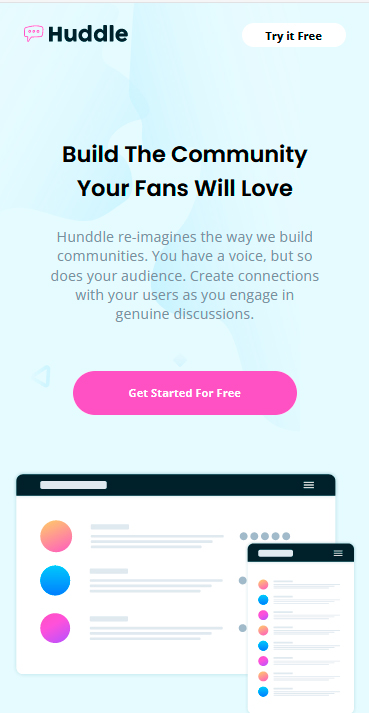 Huddle
Try it Free
Build The Community
Your Fans Will Love
Hunddle re-imagines the way we build
communities. You have a voice, but so
does your audience. Create connections
with your users as you engage in
genuine discussions.
Get Started For Free